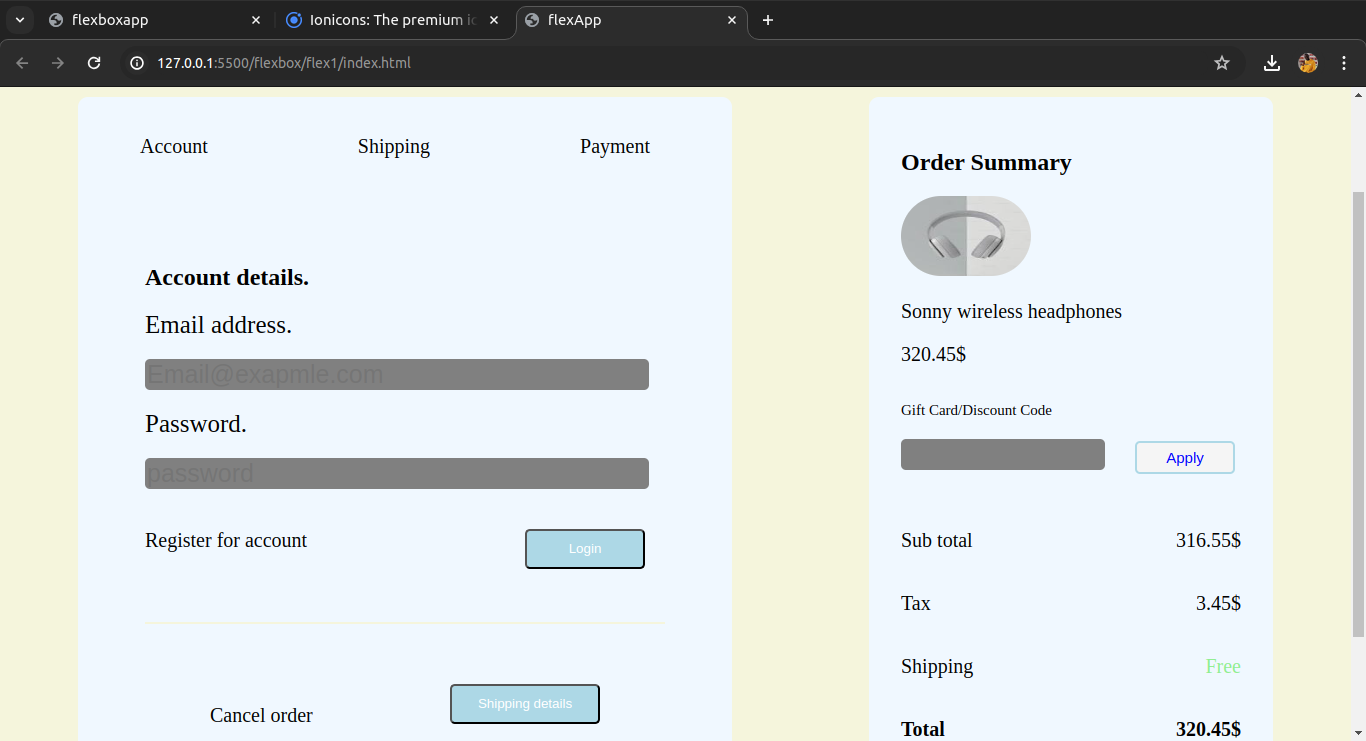 flexboxapp
Ionicons: The premium ic
flexApp
127.0.0.1:5500/flexbox/flex1/index.html
Account Shipping Payment
Account details.
Email address.
Email@exapmle.com
Password.
password
Register for account Login
Cancel order Shipping details
Order Summary
Sonny wireless headphones
320.45$
Gift Card/Discount Code
Apply
Sub total 316.55$
Tax 3.45$
Shipping Free
Total 320.45$